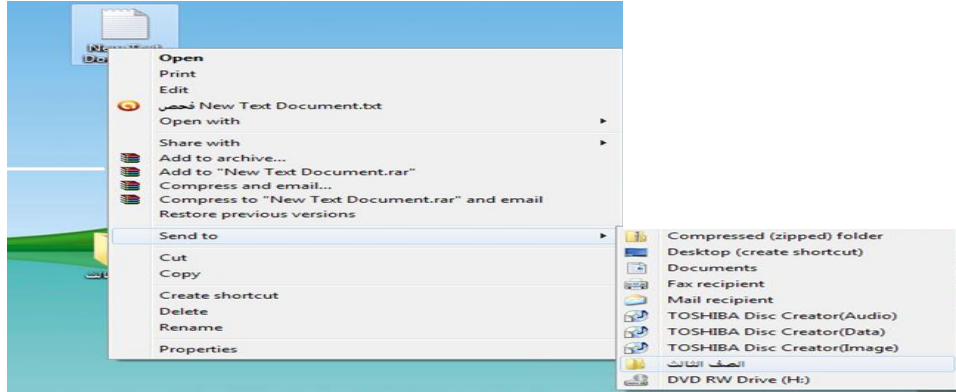 New Text
Open
Print
Edit
فحص New Text Document.txt
Open with
Share with
Add to archive...
Add to "New Text Document.rar"
Compress and email...
Compress to "New Text Document.rar" and email
Restore previous versions
Send to
Cut
Copy
Create shortcut
Delete
Rename
Properties
Compressed (zipped) folder
Desktop (create shortcut)
Documents
Fax recipient
Mail recipient
TOSHIBA Disc Creator(Audio)
TOSHIBA Disc Creator(Data)
TOSHIBA Disc Creator(Image)
الصف الثالث
DVD RW Drive (H:)